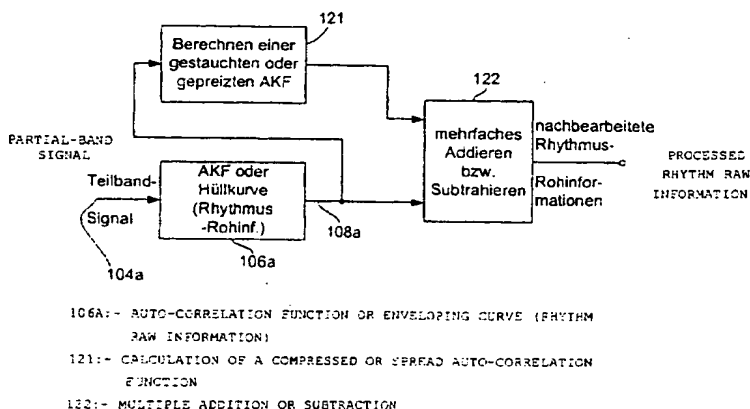 121
Berechnen einer
gestauchten oder
gepreizten AKF
122
PARTIAL-BAND
SIGNAL
Teilband-
Signal
104a
AKF oder
Hüllkurve
(Rhythmus
-Rohinf.)
106a
108a
mehrfaches
Addieren
bzw.
Subtrahieren
nachbearbeitete
Rhythmus-
Rohinfor-
mationen
PROCESSED
RHYTHM RAW
INFORMATION
106A:- AUTO-CORRELATION FUNCTION OR ENVELOPING CURVE (RHYTHM
RAW INFORMATION)
121:- CALCULATION OF A COMPRESSED OR SPREAD AUTO-CORRELATION
FUNCTION
122:- MULTIPLE ADDITION OR SUBTRACTION